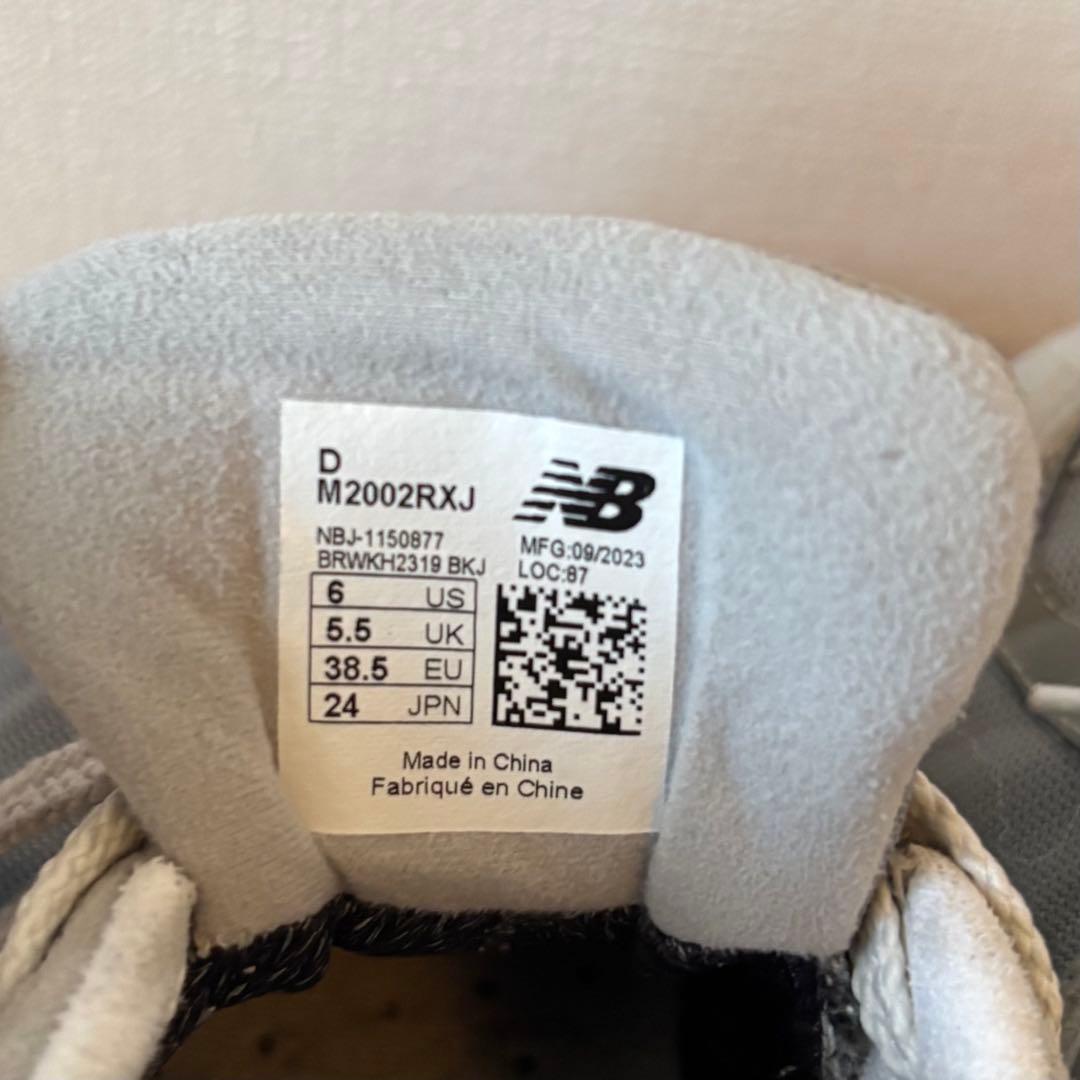 D
M2002RXJ
NB
NBJ-1150877
BRWKH2319 BKJ
MFG:09/2023
LOC:87
6 US
5.5 UK
38.5 EU
24 JPN
Made in China
Fabriqué en Chine